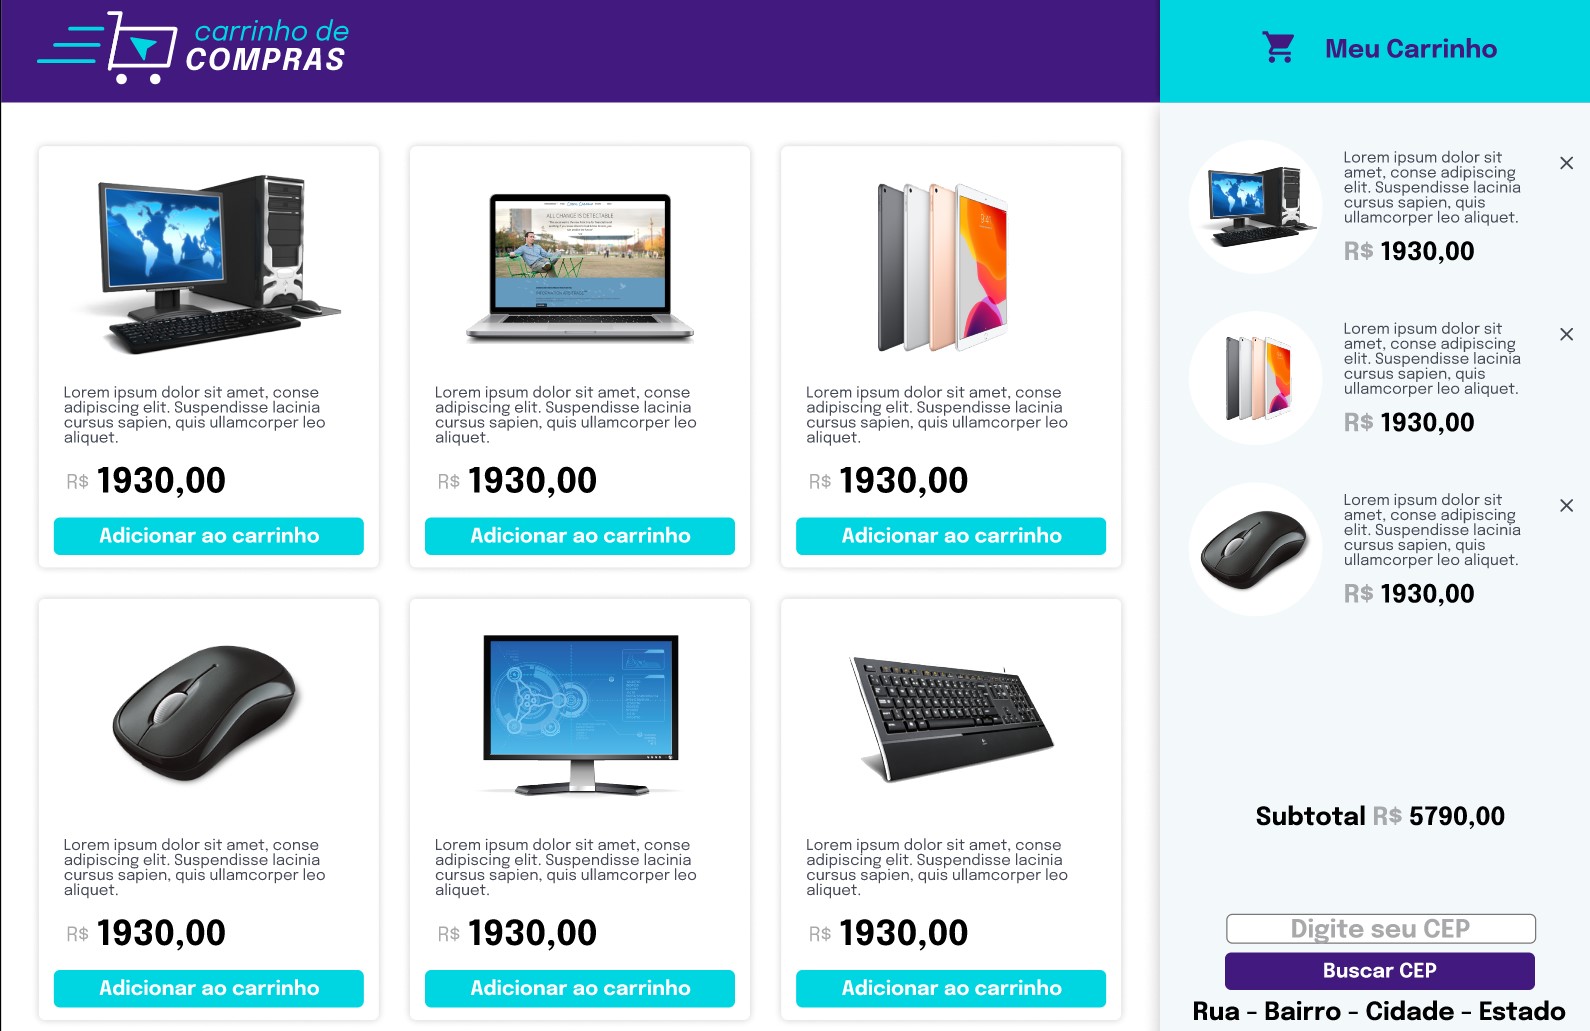 carrinho de
COMPRAS
Meu Carrinho
ALL CHANGE IS DETECTABLE
Lorem ipsum dolor sit amet, conse
adipiscing elit. Suspendisse lacinia
cursus sapien, quis ullamcorper leo
aliquet.
R$ 1930,00
Adicionar ao carrinho
Lorem ipsum dolor sit amet, conse
adipiscing elit. Suspendisse lacinia
cursus sapien, quis ullamcorper leo
aliquet.
R$ 1930,00
Adicionar ao carrinho
Lorem ipsum dolor sit amet, conse
adipiscing elit. Suspendisse lacinia
cursus sapien, quis ullamcorper leo
aliquet.
R$ 1930,00
Adicionar ao carrinho
Lorem ipsum dolor sit amet, conse
adipiscing elit. Suspendisse lacinia
cursus sapien, quis ullamcorper leo
aliquet.
R$ 1930,00
Adicionar ao carrinho
Lorem ipsum dolor sit amet, conse
adipiscing elit. Suspendisse lacinia
cursus sapien, quis ullamcorper leo
aliquet.
R$ 1930,00
Adicionar ao carrinho
Lorem ipsum dolor sit amet, conse
adipiscing elit. Suspendisse lacinia
cursus sapien, quis ullamcorper leo
aliquet.
R$ 1930,00
Adicionar ao carrinho
Lorem ipsum dolor sit
amet, conse adipiscing
elit. Suspendisse lacinia
cursus sapien, quis
ullamcorper leo aliquet.
R$ 1930,00
Lorem ipsum dolor sit
amet, conse adipiscing
elit. Suspendisse lacinia
cursus sapien, quis
ullamcorper leo aliquet.
R$ 1930,00
Lorem ipsum dolor sit
amet, conse adipiscing
elit. Suspendisse lacinia
cursus sapien, quis
ullamcorper leo aliquet.
R$ 1930,00
Subtotal R$ 5790,00
Digite seu CEP
Buscar CEP
Rua - Bairro - Cidade - Estado